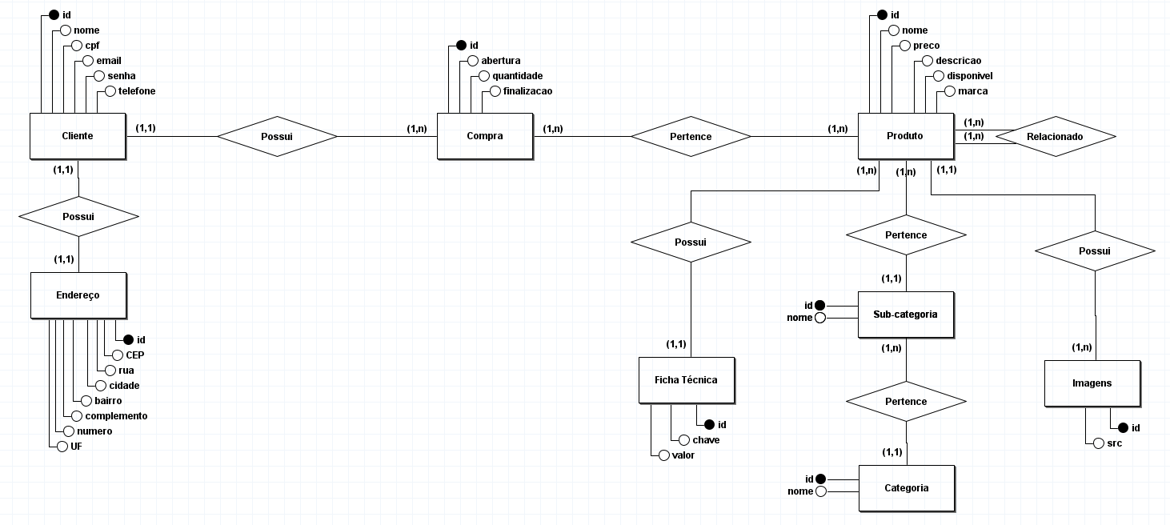 id
nome
cpf
email
senha
telefone
Cliente
(1,1)
Possui
(1,n)
id
abertura
quantidade
finalizacao
Compra
(1,n)
Pertence
(1,n)
id
nome
preco
descricao
disponivel
marca
Produto
(1,n)
(1,n)
Relacionado
(1,1)
Possui
(1,1)
Endereço
id
CEP
rua
cidade
bairro
complemento
numero
UF
(1,n)
Possui
(1,1)
Ficha Técnica
id
chave
valor
(1,n)
Pertence
(1,1)
id
nome
Sub-categoria
(1,n)
Pertence
(1,1)
id
nome
Categoria
(1,1)
Possui
(1,n)
Imagens
id
src